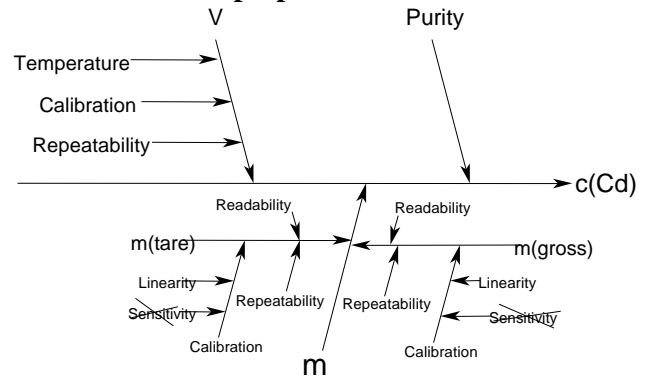 V
Purity
Temperature
Calibration
Repeatability
c(Cd)
Readability
Readability
m(tare)
m(gross)
Linearity
Repeatability
Repeatability
Linearity
Sensitivity
Sensitivity
Calibration
Calibration
m